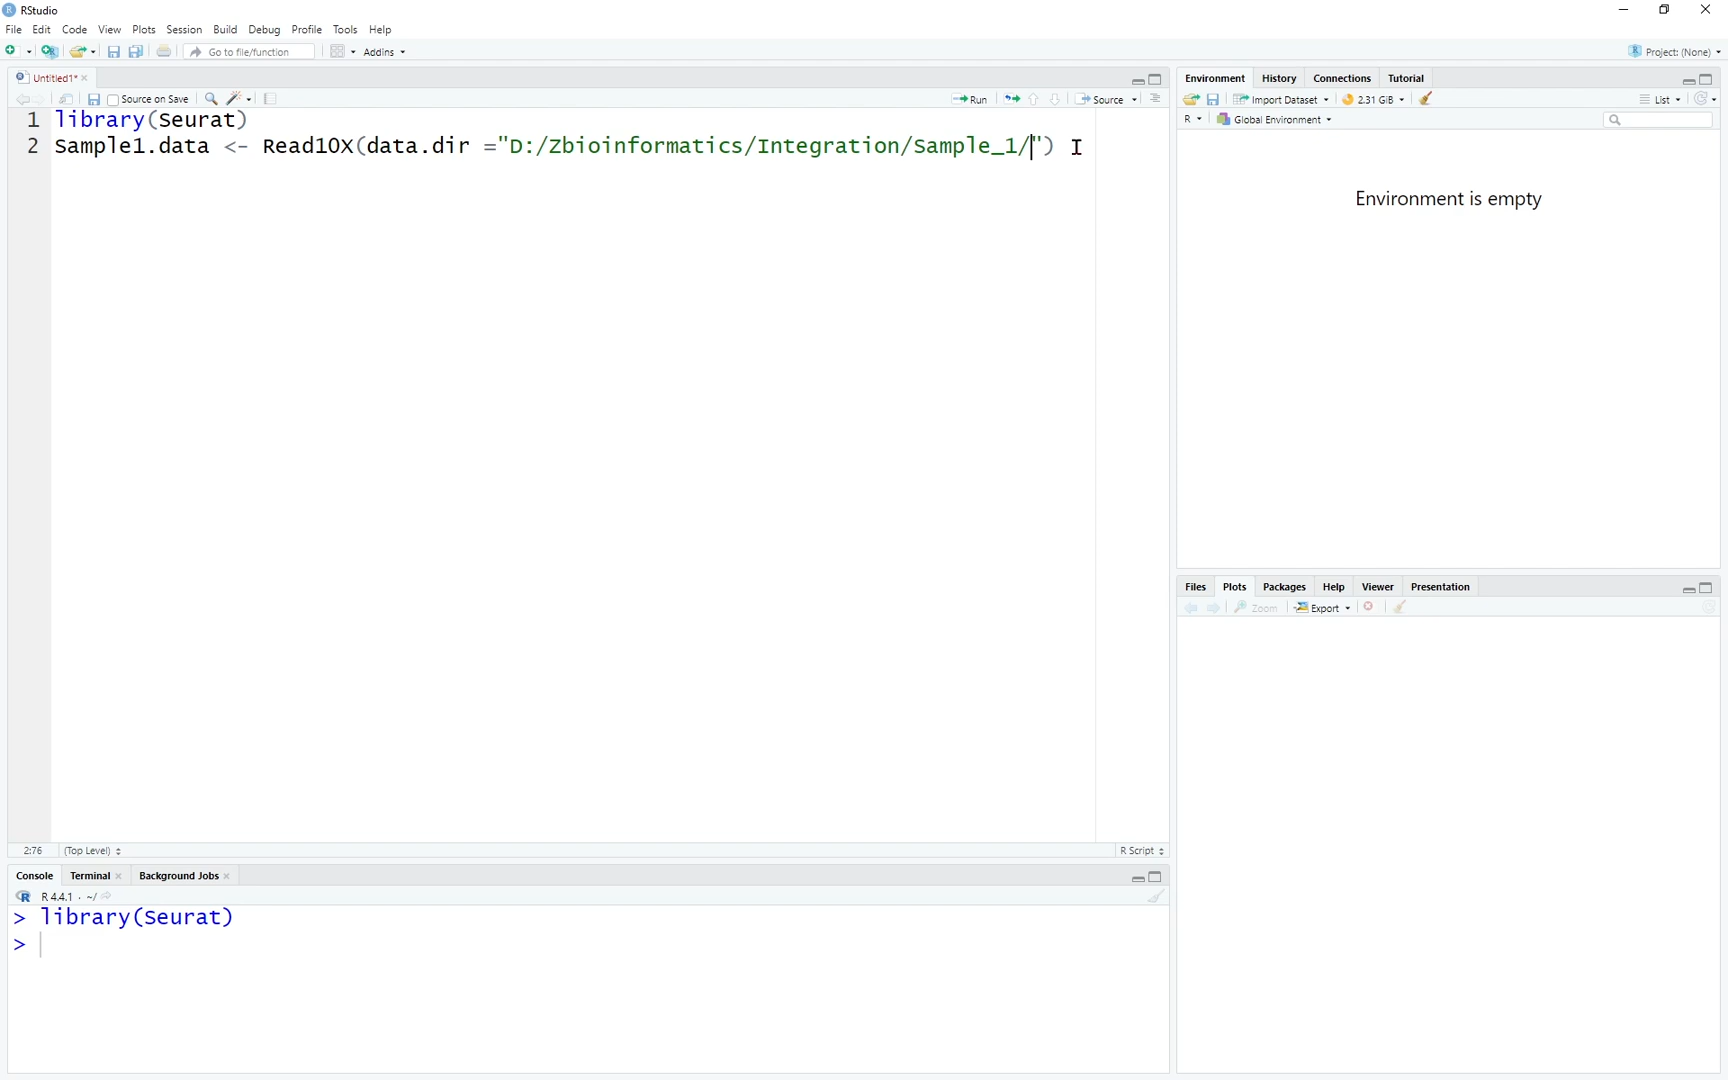 RStudio
File Edit Code View Plots Session Build Debug Profile Tools Help
Go to file/function Addins Project: (None)
Untitled1*
Source on Save Run Source
1 library(Seurat)
2 Sample1.data <- Read10X(data.dir ="D:/Zbioinformatics/Integration/Sample_1/")
2:76 (Top Level) R Script
Console Terminal Background Jobs
R 4.4.1 · ~/
> library(Seurat)
>
Environment History Connections Tutorial
Import Dataset 2.31 GiB List
R Global Environment
Environment is empty
Files Plots Packages Help Viewer Presentation
Zoom Export